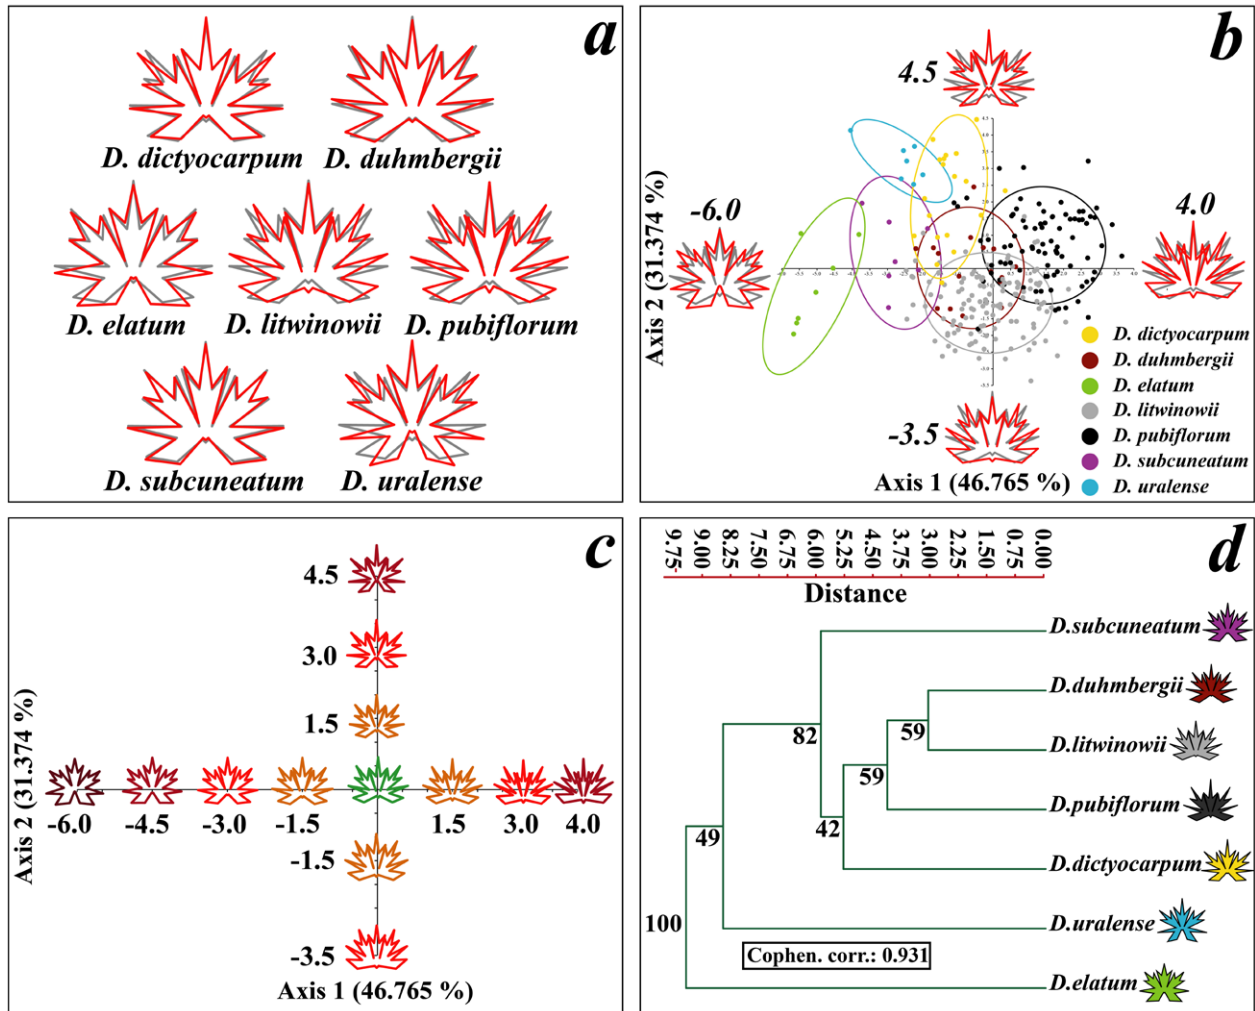 a
D. dictyocarpum
D. duhmbergii
D. elatum
D. litwinowii
D. pubiflorum
D. subcuneatum
D. uralense
b
4.5
-6.0
4.0
-3.5
Axis 2 (31.374 %)
Axis 1 (46.765 %)
D. dictyocarpum
D. duhmbergii
D. elatum
D. litwinowii
D. pubiflorum
D. subcuneatum
D. uralense
c
4.5
3.0
1.5
-6.0 -4.5 -3.0 -1.5 1.5 3.0 4.0
-1.5
-3.5
Axis 2 (31.374 %)
Axis 1 (46.765 %)
d
9.75 9.00 8.25 7.50 6.75 6.00 5.25 4.50 3.75 3.00 2.25 1.50 0.75 0.00
Distance
D.subcuneatum
D.duhmbergii
59
82
D.litwinowii
59
D.pubiflorum
42
49
D.dictyocarpum
100
D.uralense
Cophen. corr.: 0.931
D.elatum